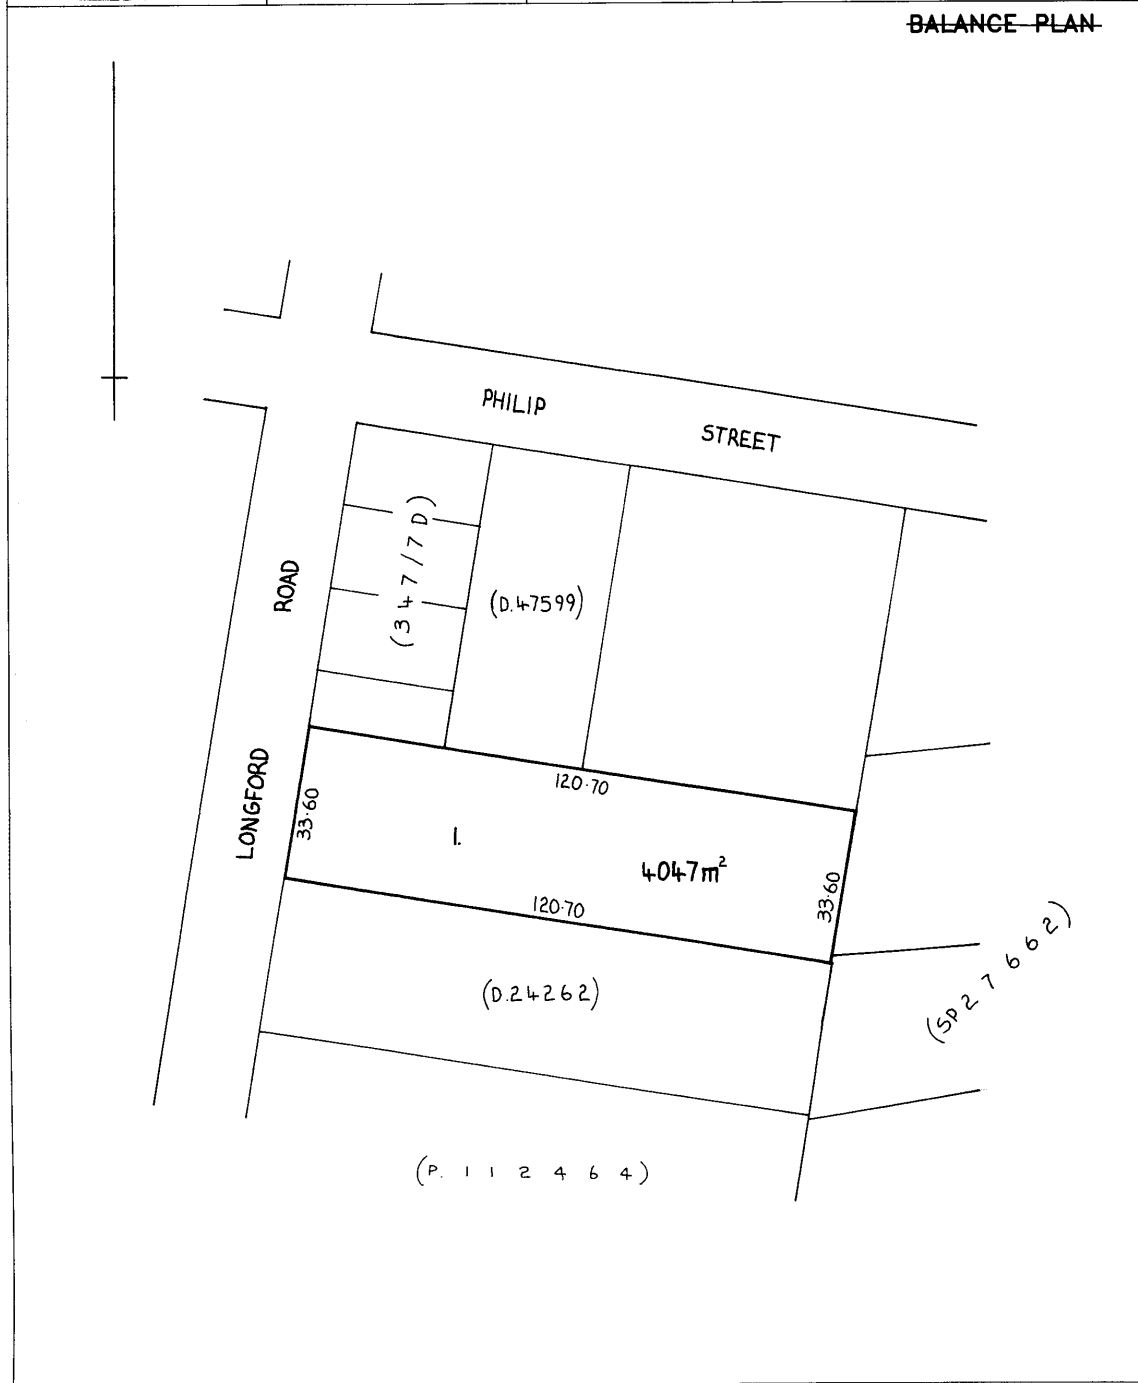 BALANCE PLAN
PHILIP STREET
(347/7D)
(D.47599)
LONGFORD ROAD
120·70
33·60
1.
4047m²
33·60
120·70
(D.24262)
(SP27662)
(P.112464)